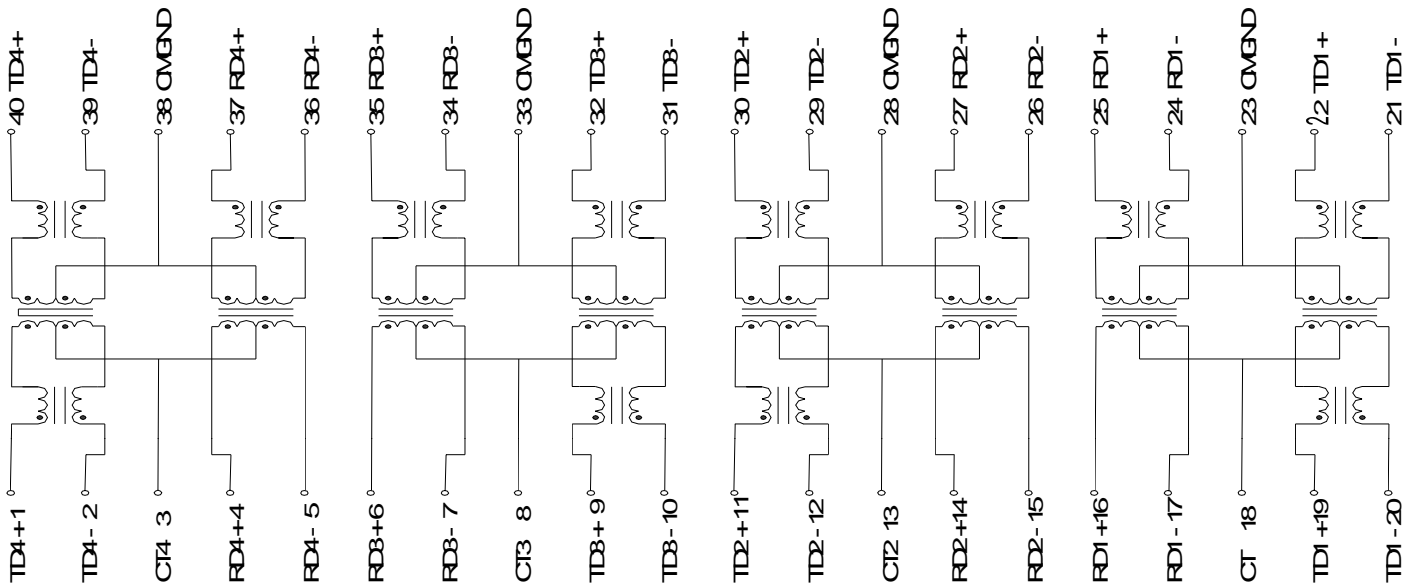 40 TD4+
39 TD4-
38 CMGND
37 RD4+
36 RD4-
35 RD3+
34 RD3-
33 CMGND
32 TD3+
31 TD3-
30 TD2+
29 TD2-
28 CMGND
27 RD2+
26 RD2-
25 RD1+
24 RD1-
23 CMGND
22 TD1+
21 TD1-
TD4+ 1
TD4- 2
CT4 3
RD4+ 4
RD4- 5
RD3+ 6
RD3- 7
CT3 8
TD3+ 9
TD3- 10
TD2+ 11
TD2- 12
CT2 13
RD2+ 14
RD2- 15
RD1+ 16
RD1- 17
CT 18
TD1+ 19
TD1- 20